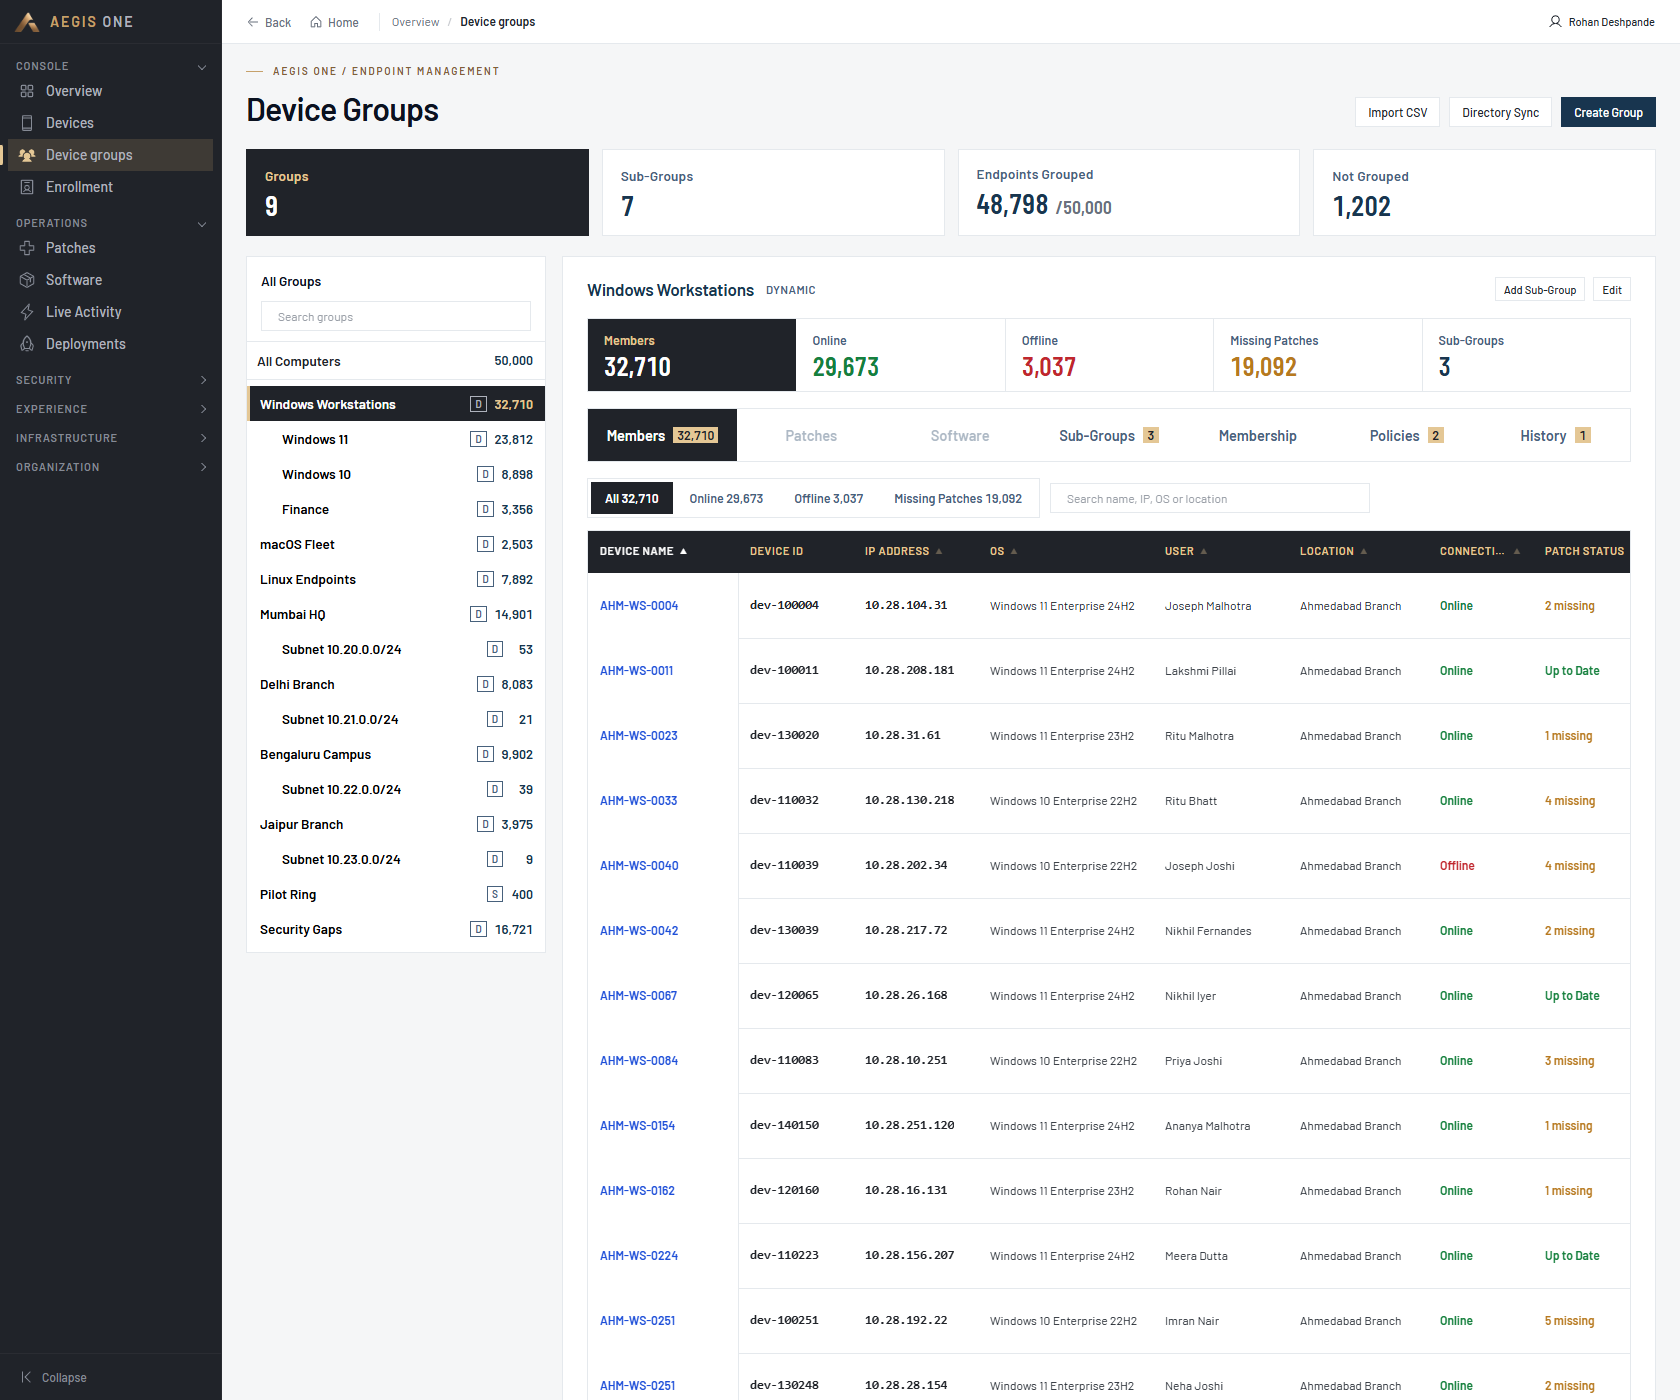 AEGIS ONE
CONSOLE
Overview
Devices
Device groups
Enrollment
OPERATIONS
Patches
Software
Live Activity
Deployments
SECURITY
EXPERIENCE
INFRASTRUCTURE
ORGANIZATION
Collapse
Back Home Overview / Device groups
Rohan Deshpande
AEGIS ONE / ENDPOINT MANAGEMENT
Device Groups
Import CSV Directory Sync Create Group
Groups
9
Sub-Groups
7
Endpoints Grouped
48,798 /50,000
Not Grouped
1,202
All Groups
Search groups
All Computers 50,000
Windows Workstations D 32,710
Windows 11 D 23,812
Windows 10 D 8,898
Finance D 3,356
macOS Fleet D 2,503
Linux Endpoints D 7,892
Mumbai HQ D 14,901
Subnet 10.20.0.0/24 D 53
Delhi Branch D 8,083
Subnet 10.21.0.0/24 D 21
Bengaluru Campus D 9,902
Subnet 10.22.0.0/24 D 39
Jaipur Branch D 3,975
Subnet 10.23.0.0/24 D 9
Pilot Ring S 400
Security Gaps D 16,721
Windows Workstations DYNAMIC
Add Sub-Group Edit
Members
32,710
Online
29,673
Offline
3,037
Missing Patches
19,092
Sub-Groups
3
Members 32,710 Patches Software Sub-Groups 3 Membership Policies 2 History 1
All 32,710 Online 29,673 Offline 3,037 Missing Patches 19,092 Search name, IP, OS or location
DEVICE NAME DEVICE ID IP ADDRESS OS USER LOCATION CONNECTI... PATCH STATUS
AHM-WS-0004 dev-100004 10.28.104.31 Windows 11 Enterprise 24H2 Joseph Malhotra Ahmedabad Branch Online 2 missing
AHM-WS-0011 dev-100011 10.28.208.181 Windows 11 Enterprise 24H2 Lakshmi Pillai Ahmedabad Branch Online Up to Date
AHM-WS-0023 dev-130020 10.28.31.61 Windows 11 Enterprise 23H2 Ritu Malhotra Ahmedabad Branch Online 1 missing
AHM-WS-0033 dev-110032 10.28.130.218 Windows 10 Enterprise 22H2 Ritu Bhatt Ahmedabad Branch Online 4 missing
AHM-WS-0040 dev-110039 10.28.202.34 Windows 10 Enterprise 22H2 Joseph Joshi Ahmedabad Branch Offline 4 missing
AHM-WS-0042 dev-130039 10.28.217.72 Windows 11 Enterprise 24H2 Nikhil Fernandes Ahmedabad Branch Online 2 missing
AHM-WS-0067 dev-120065 10.28.26.168 Windows 11 Enterprise 24H2 Nikhil Iyer Ahmedabad Branch Online Up to Date
AHM-WS-0084 dev-110083 10.28.10.251 Windows 10 Enterprise 22H2 Priya Joshi Ahmedabad Branch Online 3 missing
AHM-WS-0154 dev-140150 10.28.251.120 Windows 11 Enterprise 24H2 Ananya Malhotra Ahmedabad Branch Online 1 missing
AHM-WS-0162 dev-120160 10.28.16.131 Windows 11 Enterprise 23H2 Rohan Nair Ahmedabad Branch Online 1 missing
AHM-WS-0224 dev-110223 10.28.156.207 Windows 11 Enterprise 24H2 Meera Dutta Ahmedabad Branch Online Up to Date
AHM-WS-0251 dev-100251 10.28.192.22 Windows 10 Enterprise 22H2 Imran Nair Ahmedabad Branch Online 5 missing
AHM-WS-0251 dev-130248 10.28.28.154 Windows 11 Enterprise 23H2 Neha Joshi Ahmedabad Branch Online 2 missing